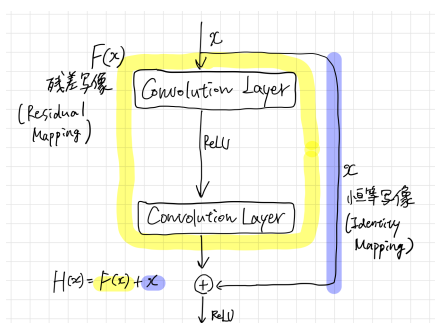 x
F(x)
残差写像
(Residual
Mapping)
Convolution Layer
ReLU
x
恒等写像
(Identity
Mapping)
Convolution Layer
H(x) = F(x) + x
+
ReLU